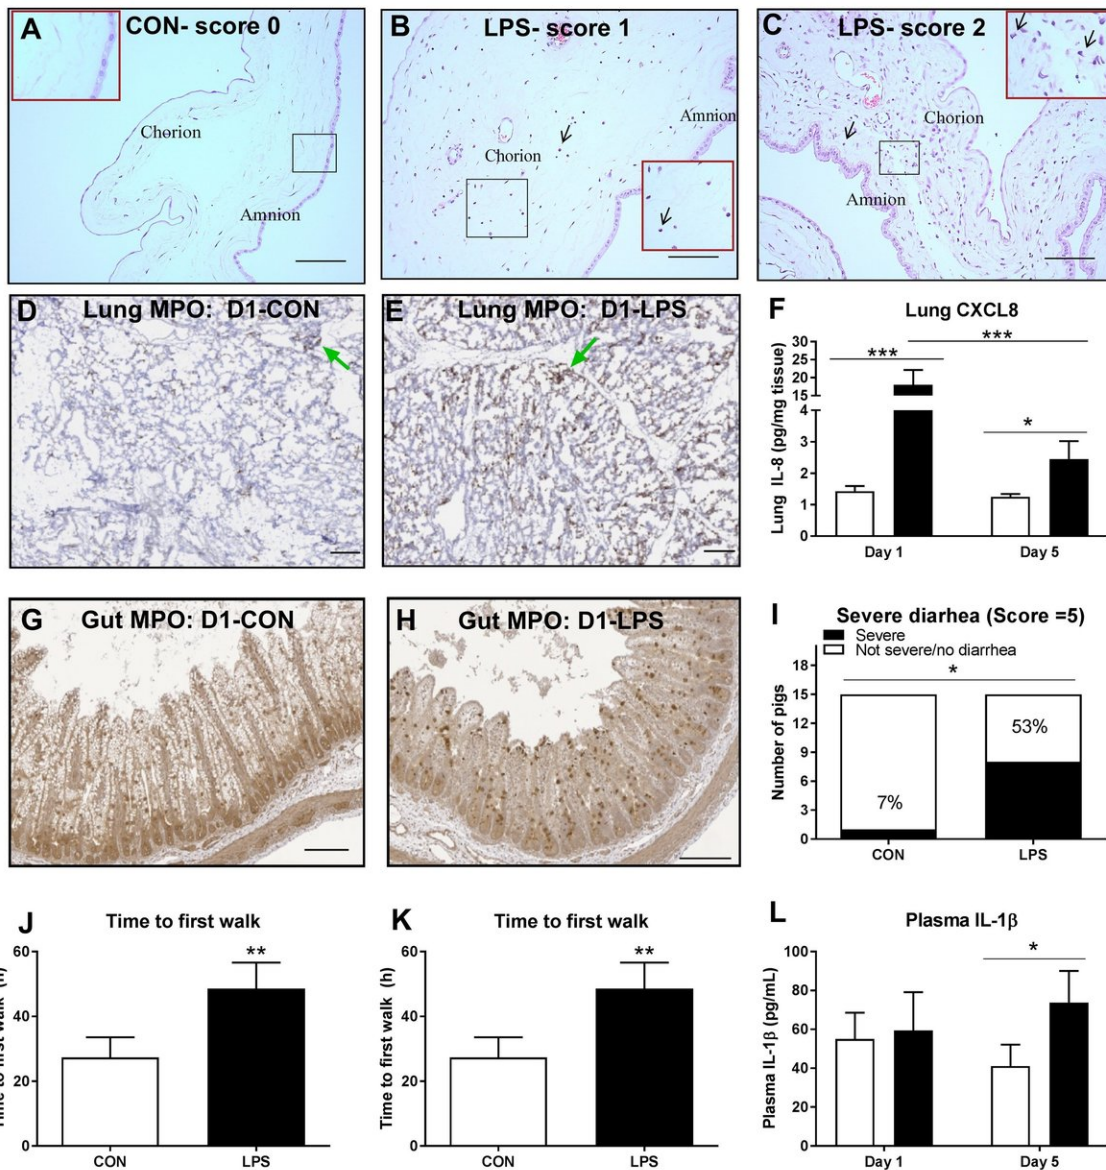 A CON- score 0
Chorion
Amnion
B LPS- score 1
Chorion
Amnion
C LPS- score 2
Chorion
Amnion
D Lung MPO: D1-CON
E Lung MPO: D1-LPS
F Lung CXCL8
Lung IL-8 (pg/mg tissue)
30
25
20
15
4
3
2
1
0
***
***
*
Day 1 Day 5
G Gut MPO: D1-CON
H Gut MPO: D1-LPS
I Severe diarrhea (Score =5)
Severe
Not severe/no diarrhea
Number of pigs
18
15
12
9
6
3
0
*
7%
53%
CON LPS
J Time to first walk
Time to first walk (h)
60
40
20
0
**
CON LPS
K Time to first walk
Time to first walk (h)
60
40
20
0
**
CON LPS
L Plasma IL-1β
Plasma IL-1β (pg/mL)
100
80
60
40
20
0
*
Day 1 Day 5